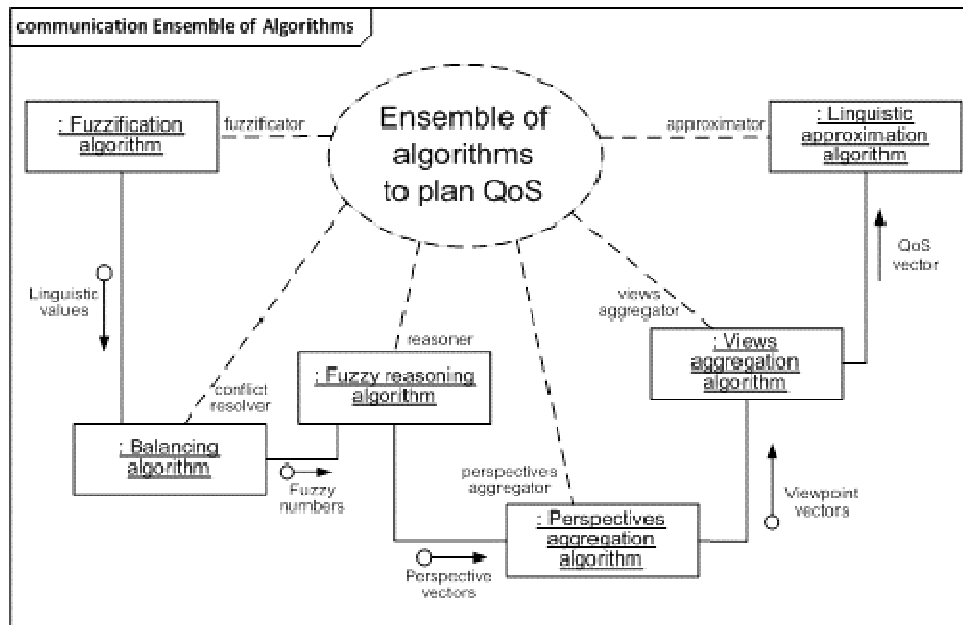 communication Ensemble of Algorithms
Ensemble of
algorithms
to plan QoS
: Fuzzification
algorithm
fuzzificator
approximator
: Linguistic
approximation
algorithm
Linguistic
values
QoS
vector
views
aggregator
reasoner
: Views
aggregation
algorithm
: Fuzzy reasoning
algorithm
conflict
resolver
: Balancing
algorithm
Fuzzy
numbers
perspectives
aggregator
Viewpoint
vectors
: Perspectives
aggregation
algorithm
Perspective
vectors